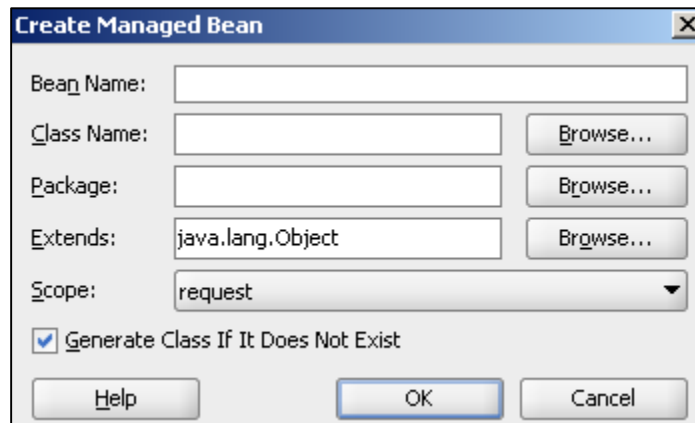 Create Managed Bean
Bean Name:
Class Name: Browse...
Package: Browse...
Extends: java.lang.Object Browse...
Scope: request
Generate Class If It Does Not Exist
Help OK Cancel